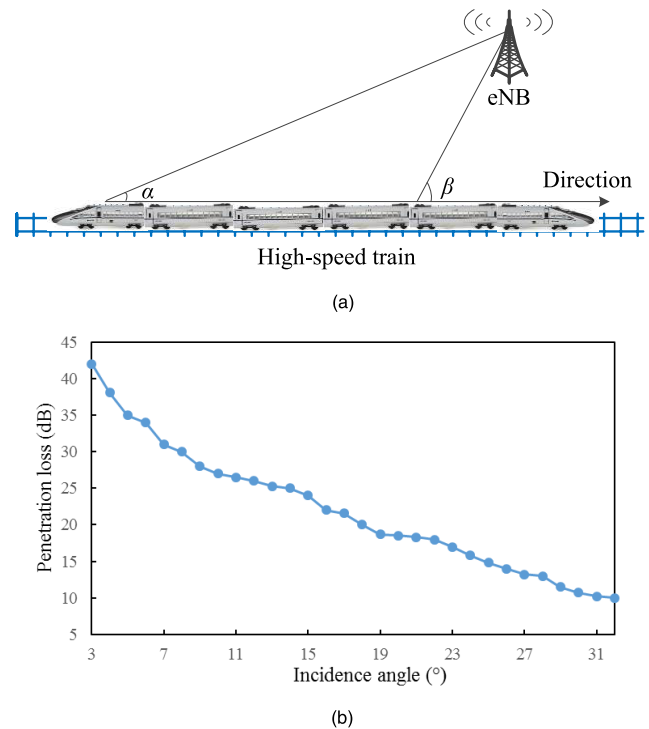 eNB
α
β
Direction
High-speed train
(a)
45
40
35
30
25
20
15
10
5
Penetration loss (dB)
3 7 11 15 19 23 27 31
Incidence angle (°)
(b)